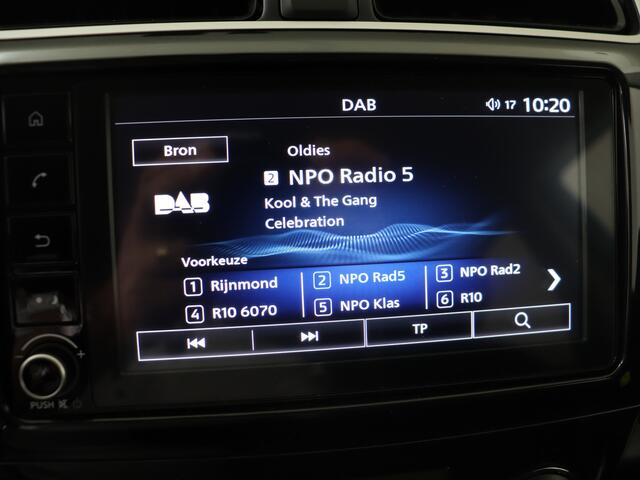 DAB 17 10:20
Bron
Oldies
2 NPO Radio 5
DAB
Kool & The Gang
Celebration
Voorkeuze
1 Rijnmond 2 NPO Rad5 3 NPO Rad2
4 R10 6070 5 NPO Klas 6 R10
TP
- +
PUSH